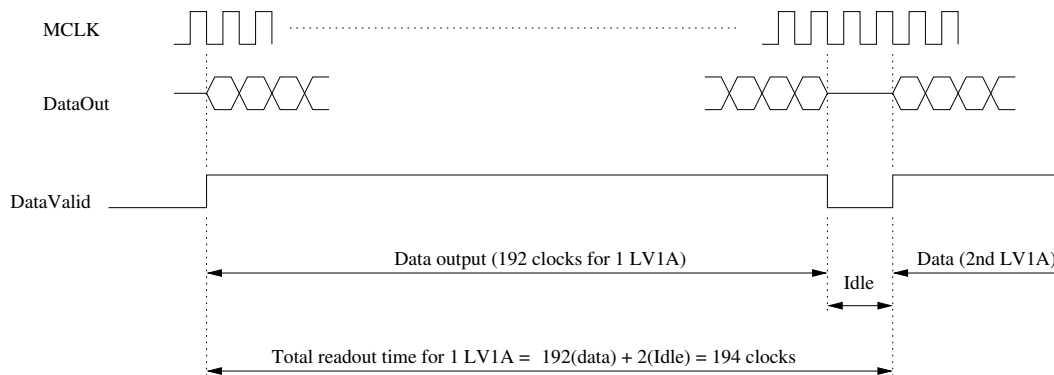 MCLK
DataOut
DataValid
Data output (192 clocks for 1 LV1A)
Data (2nd LV1A)
Idle
Total readout time for 1 LV1A = 192(data) + 2(Idle) = 194 clocks